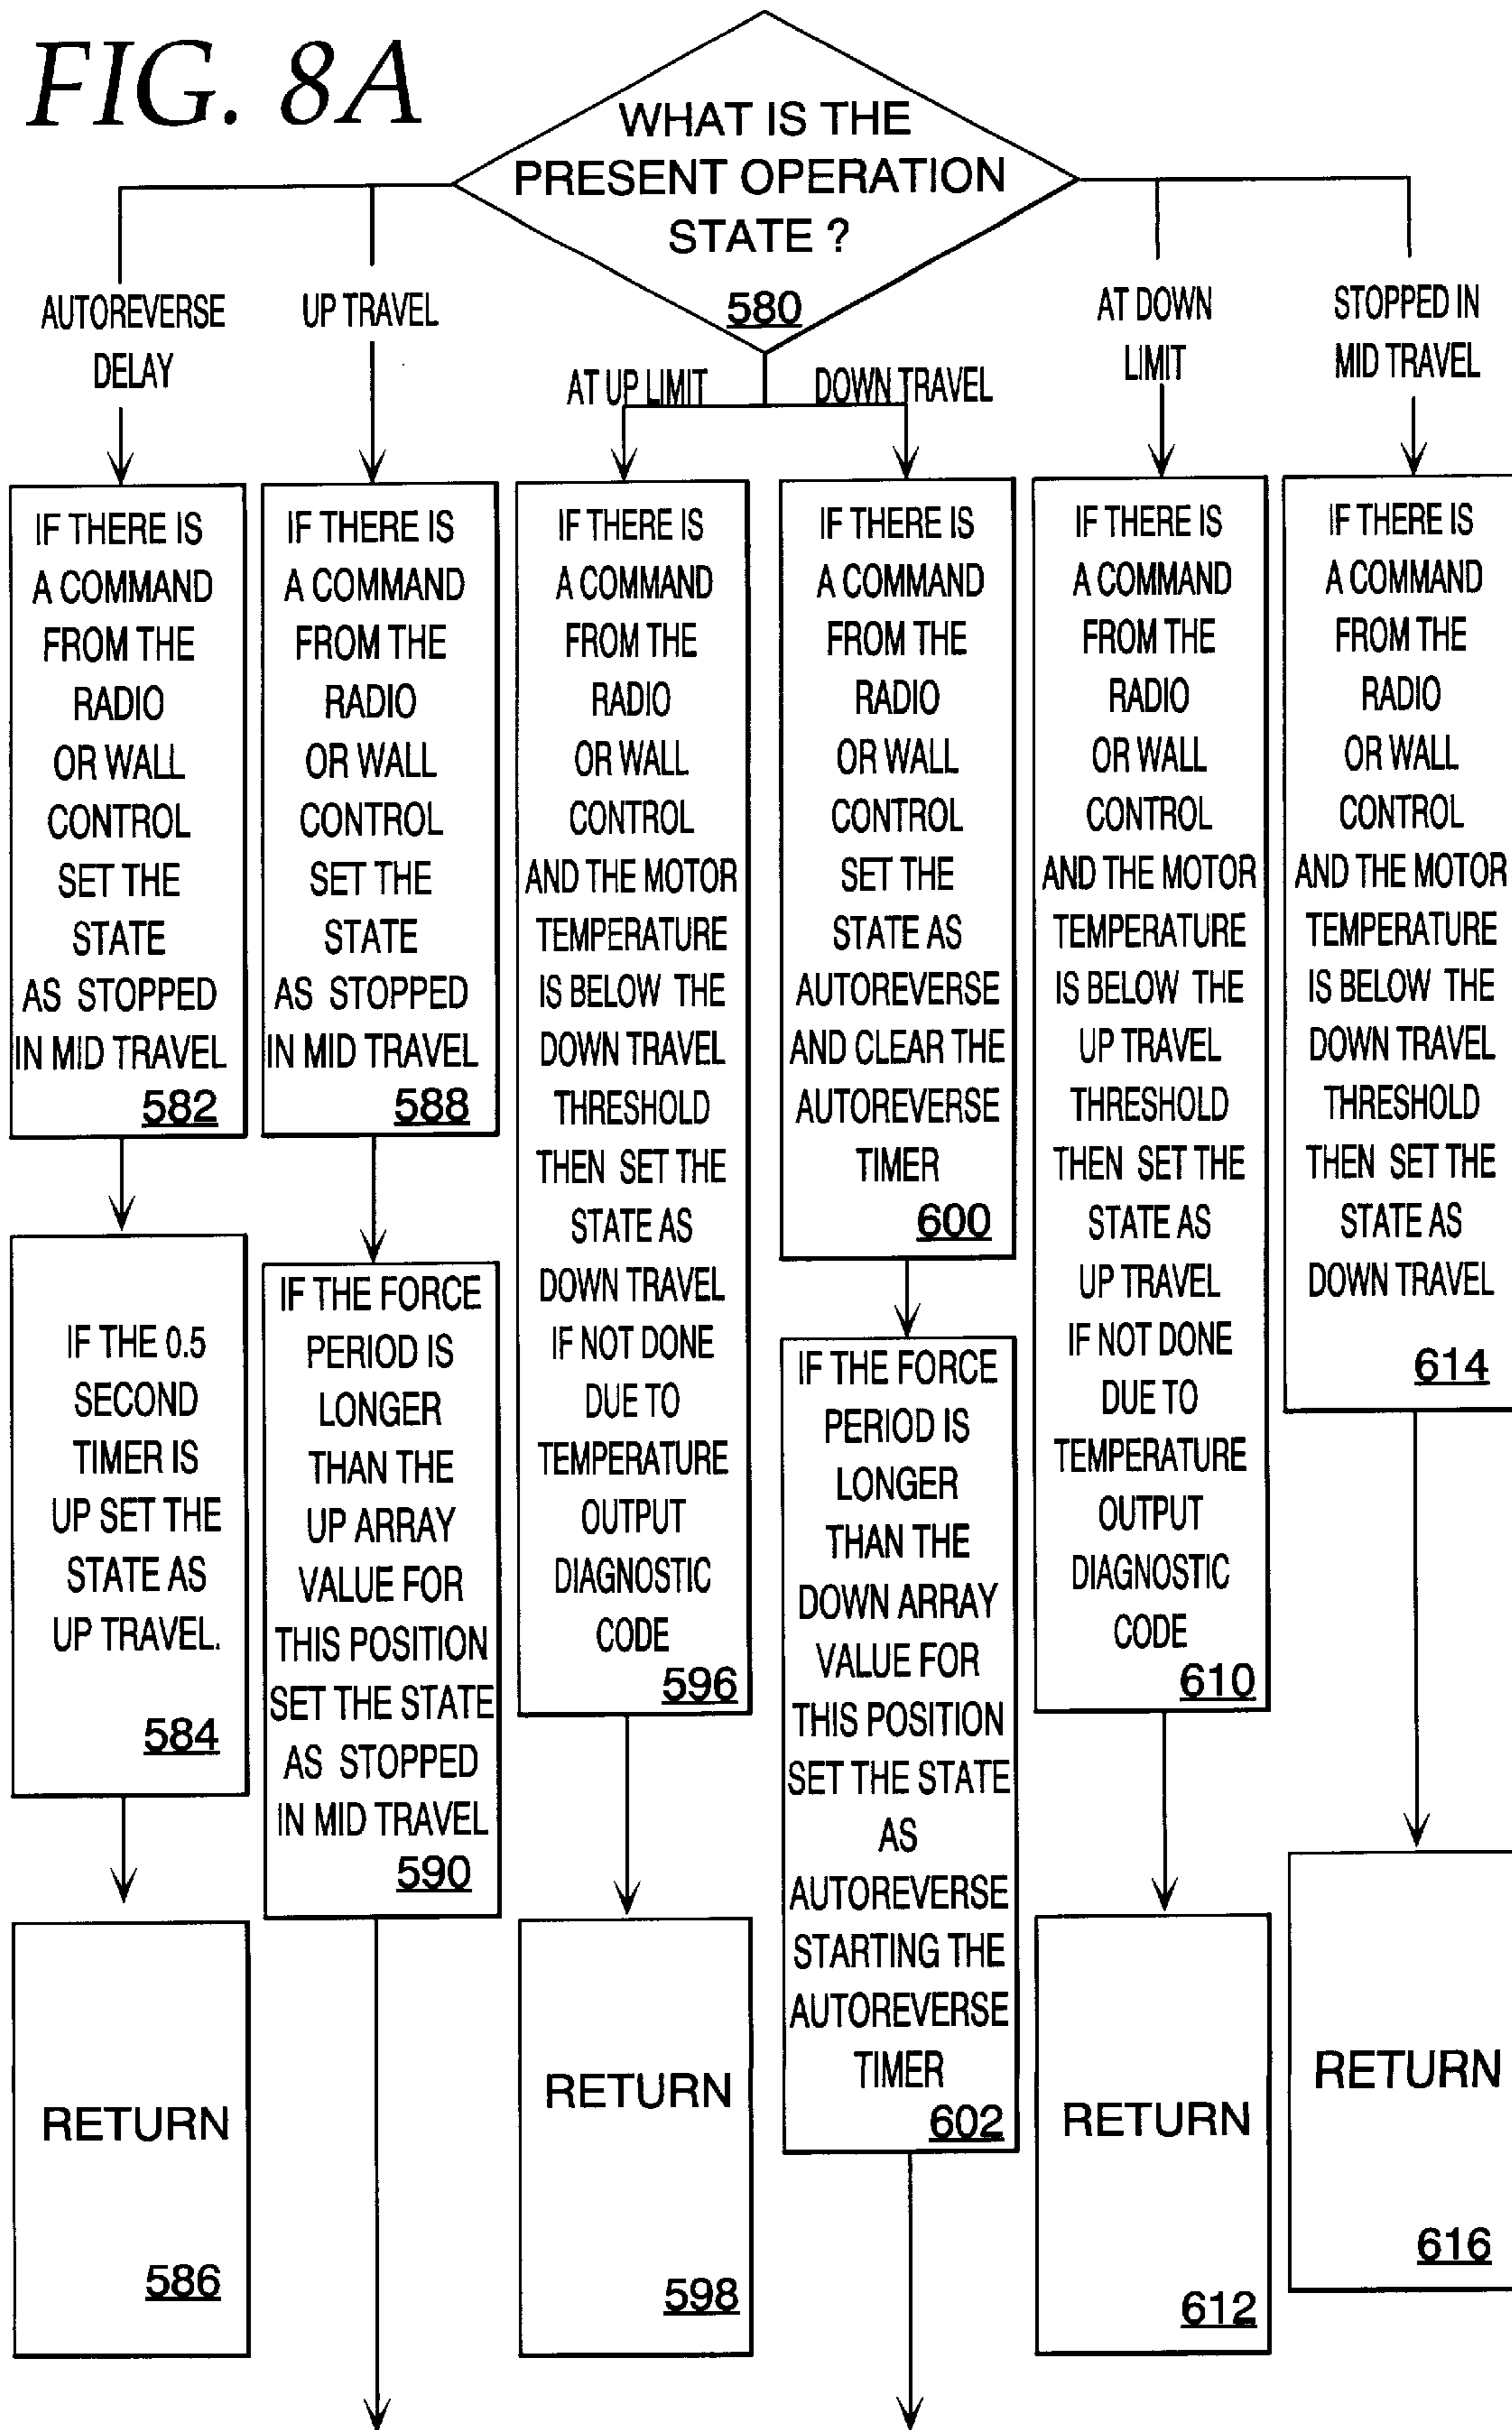 FIG. 8A
WHAT IS THE
PRESENT OPERATION
STATE ?
580
AUTOREVERSE
DELAY
UP TRAVEL
AT UP LIMIT
DOWN TRAVEL
AT DOWN
LIMIT
STOPPED IN
MID TRAVEL
IF THERE IS
A COMMAND
FROM THE
RADIO
OR WALL
CONTROL
SET THE
STATE
AS STOPPED
IN MID TRAVEL
582
IF THE 0.5
SECOND
TIMER IS
UP SET THE
STATE AS
UP TRAVEL.
584
RETURN
586
IF THERE IS
A COMMAND
FROM THE
RADIO
OR WALL
CONTROL
SET THE
STATE
AS STOPPED
IN MID TRAVEL
588
IF THE FORCE
PERIOD IS
LONGER
THAN THE
UP ARRAY
VALUE FOR
THIS POSITION
SET THE STATE
AS STOPPED
IN MID TRAVEL
590
IF THERE IS
A COMMAND
FROM THE
RADIO
OR WALL
CONTROL
AND THE MOTOR
TEMPERATURE
IS BELOW THE
DOWN TRAVEL
THRESHOLD
THEN SET THE
STATE AS
DOWN TRAVEL
IF NOT DONE
DUE TO
TEMPERATURE
OUTPUT
DIAGNOSTIC
CODE
596
RETURN
598
IF THERE IS
A COMMAND
FROM THE
RADIO
OR WALL
CONTROL
SET THE
STATE AS
AUTOREVERSE
AND CLEAR THE
AUTOREVERSE
TIMER
600
IF THE FORCE
PERIOD IS
LONGER
THAN THE
DOWN ARRAY
VALUE FOR
THIS POSITION
SET THE STATE
AS
AUTOREVERSE
STARTING THE
AUTOREVERSE
TIMER
602
IF THERE IS
A COMMAND
FROM THE
RADIO
OR WALL
CONTROL
AND THE MOTOR
TEMPERATURE
IS BELOW THE
UP TRAVEL
THRESHOLD
THEN SET THE
STATE AS
UP TRAVEL
IF NOT DONE
DUE TO
TEMPERATURE
OUTPUT
DIAGNOSTIC
CODE
610
RETURN
612
IF THERE IS
A COMMAND
FROM THE
RADIO
OR WALL
CONTROL
AND THE MOTOR
TEMPERATURE
IS BELOW THE
DOWN TRAVEL
THRESHOLD
THEN SET THE
STATE AS
DOWN TRAVEL
614
RETURN
616